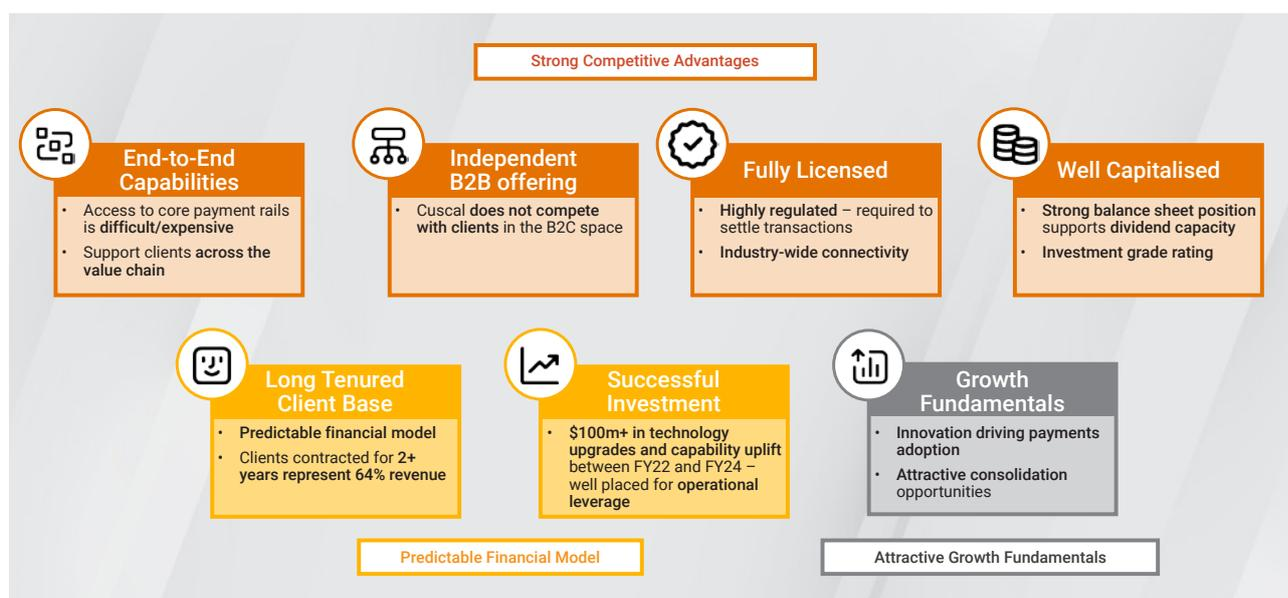 Strong Competitive Advantages
End-to-End
Capabilities
• Access to core payment rails
is difficult/expensive
• Support clients across the
value chain
Independent
B2B offering
• Cuscal does not compete
with clients in the B2C space
Fully Licensed
• Highly regulated – required to
settle transactions
• Industry-wide connectivity
Well Capitalised
• Strong balance sheet position
supports dividend capacity
• Investment grade rating
Long Tenured
Client Base
• Predictable financial model
• Clients contracted for 2+
years represent 64% revenue
Successful
Investment
• $100m+ in technology
upgrades and capability uplift
between FY22 and FY24 –
well placed for operational
leverage
Growth
Fundamentals
• Innovation driving payments
adoption
• Attractive consolidation
opportunities
Predictable Financial Model
Attractive Growth Fundamentals